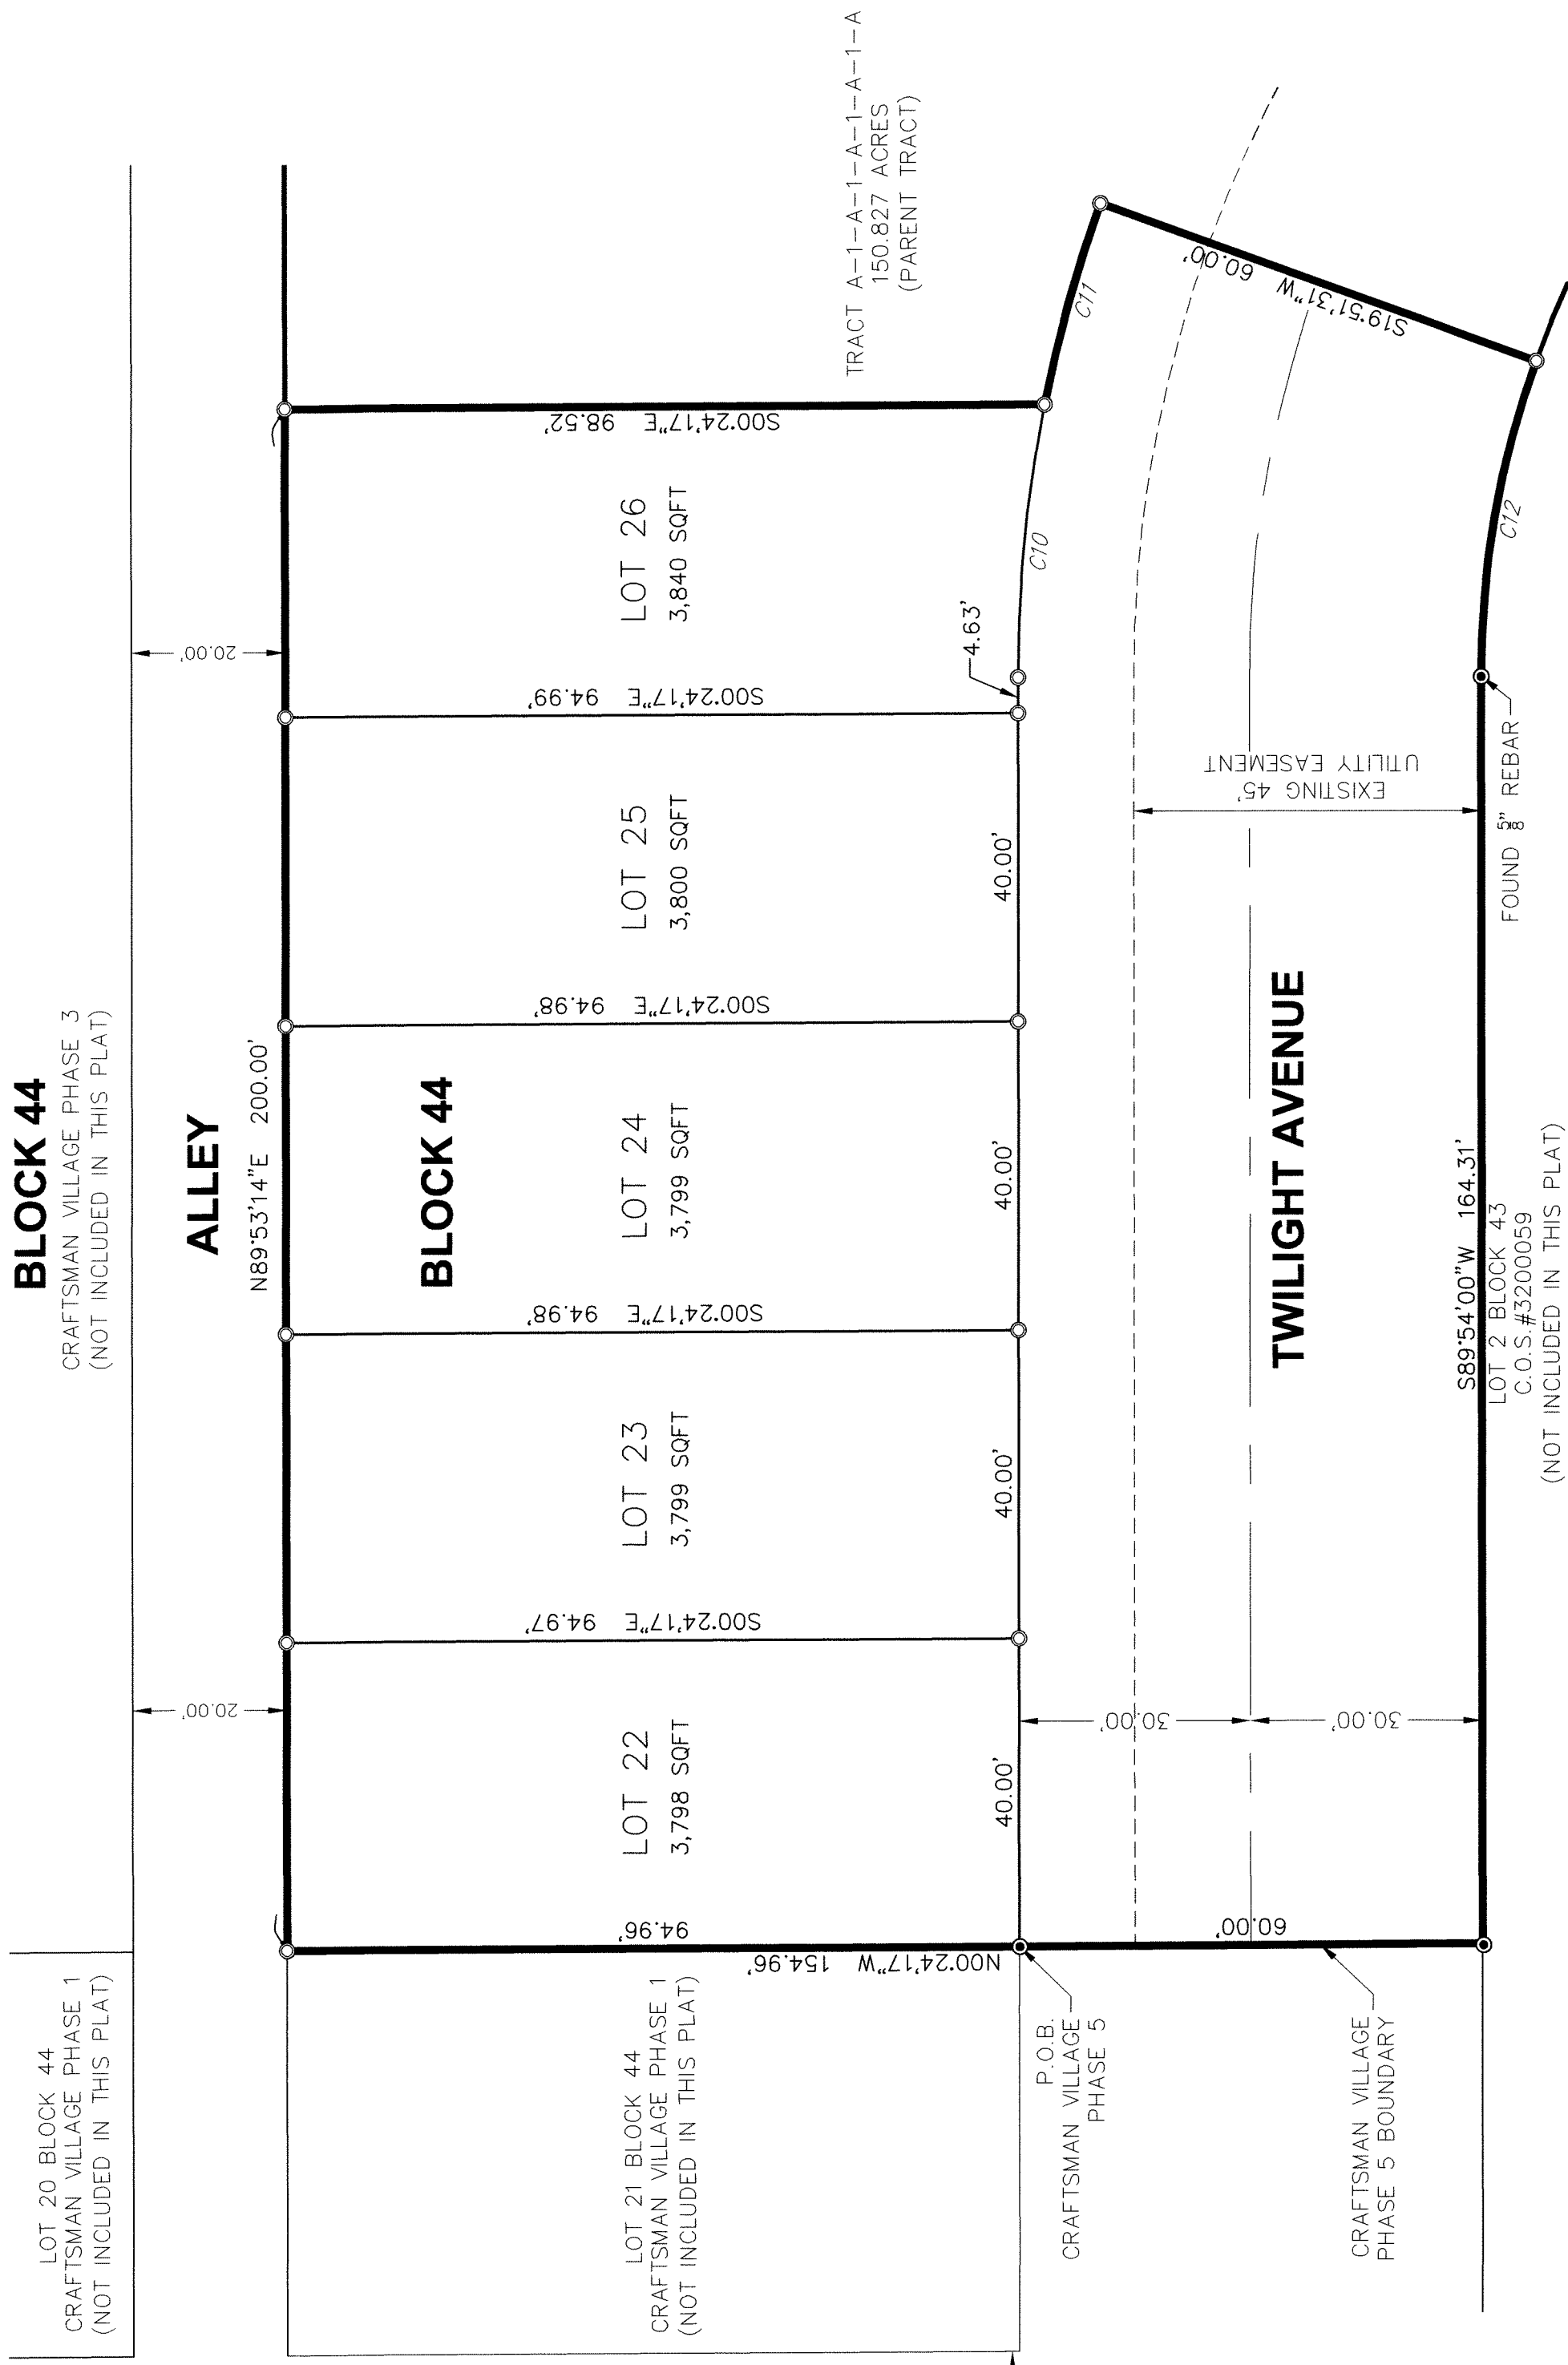 BLOCK 44
CRAFTSMAN VILLAGE PHASE 3
(NOT INCLUDED IN THIS PLAT)
LOT 20 BLOCK 44
CRAFTSMAN VILLAGE PHASE 1
(NOT INCLUDED IN THIS PLAT)
ALLEY
20.00'
20.00'
N89°53'14"E 200.00'
BLOCK 44
LOT 21 BLOCK 44
CRAFTSMAN VILLAGE PHASE 1
(NOT INCLUDED IN THIS PLAT)
N00°24'17"W 154.96'
94.96'
LOT 22
3,798 SQFT
S00°24'17"E 94.97'
LOT 23
3,799 SQFT
S00°24'17"E 94.98'
LOT 24
3,799 SQFT
S00°24'17"E 94.98'
LOT 25
3,800 SQFT
S00°24'17"E 94.99'
LOT 26
3,840 SQFT
S00°24'17"E 98.52'
TRACT A-1-A-1-A-1-A-1-A
150.827 ACRES
(PARENT TRACT)
40.00'
40.00'
40.00'
40.00'
4.63'
C10
C11
P.O.B.
CRAFTSMAN VILLAGE
PHASE 5
30.00'
30.00'
60.00'
TWILIGHT AVENUE
EXISTING 45'
UTILITY EASEMENT
60.00'
S19°51'31"W
C12
CRAFTSMAN VILLAGE
PHASE 5 BOUNDARY
S89°54'00"W 164.31'
LOT 2 BLOCK 43
C.O.S.#3200059
(NOT INCLUDED IN THIS PLAT)
FOUND 5/8" REBAR